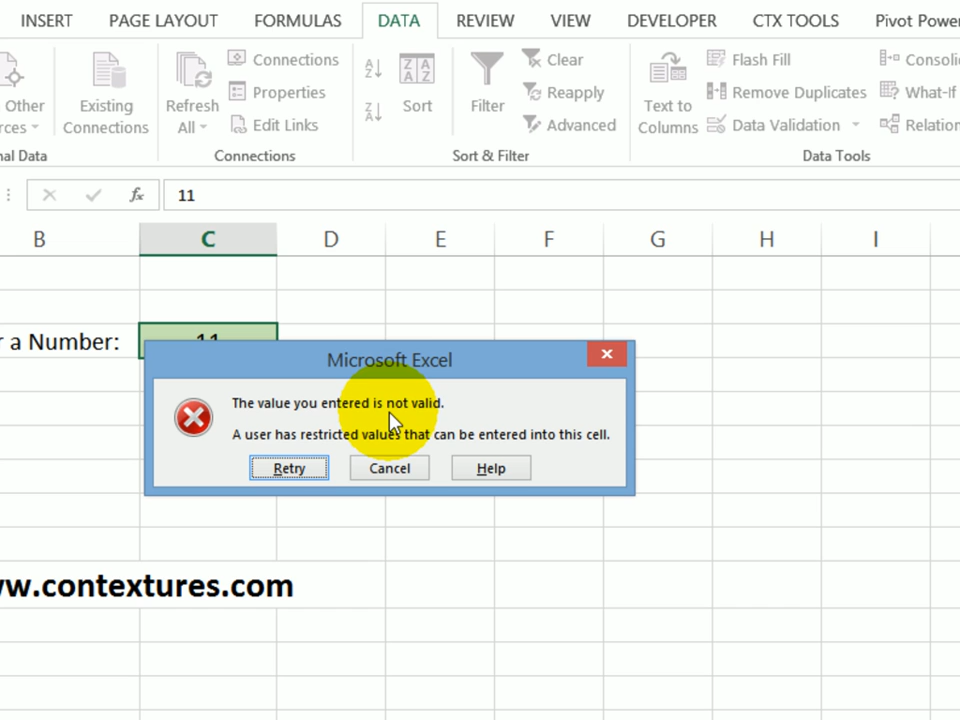 INSERT PAGE LAYOUT FORMULAS DATA REVIEW VIEW DEVELOPER CTX TOOLS Pivot Power
Connections Clear Flash Fill Consoli
Properties Reapply Remove Duplicates What-If
Other Existing Refresh Sort Filter Text to
rces Connections All Edit Links Advanced Columns Data Validation Relation
nal Data Connections Sort & Filter Data Tools
fx 11
B C D E F G H I
r a Number: 11
Microsoft Excel
The value you entered is not valid.
A user has restricted values that can be entered into this cell.
Retry Cancel Help
ww.contextures.com